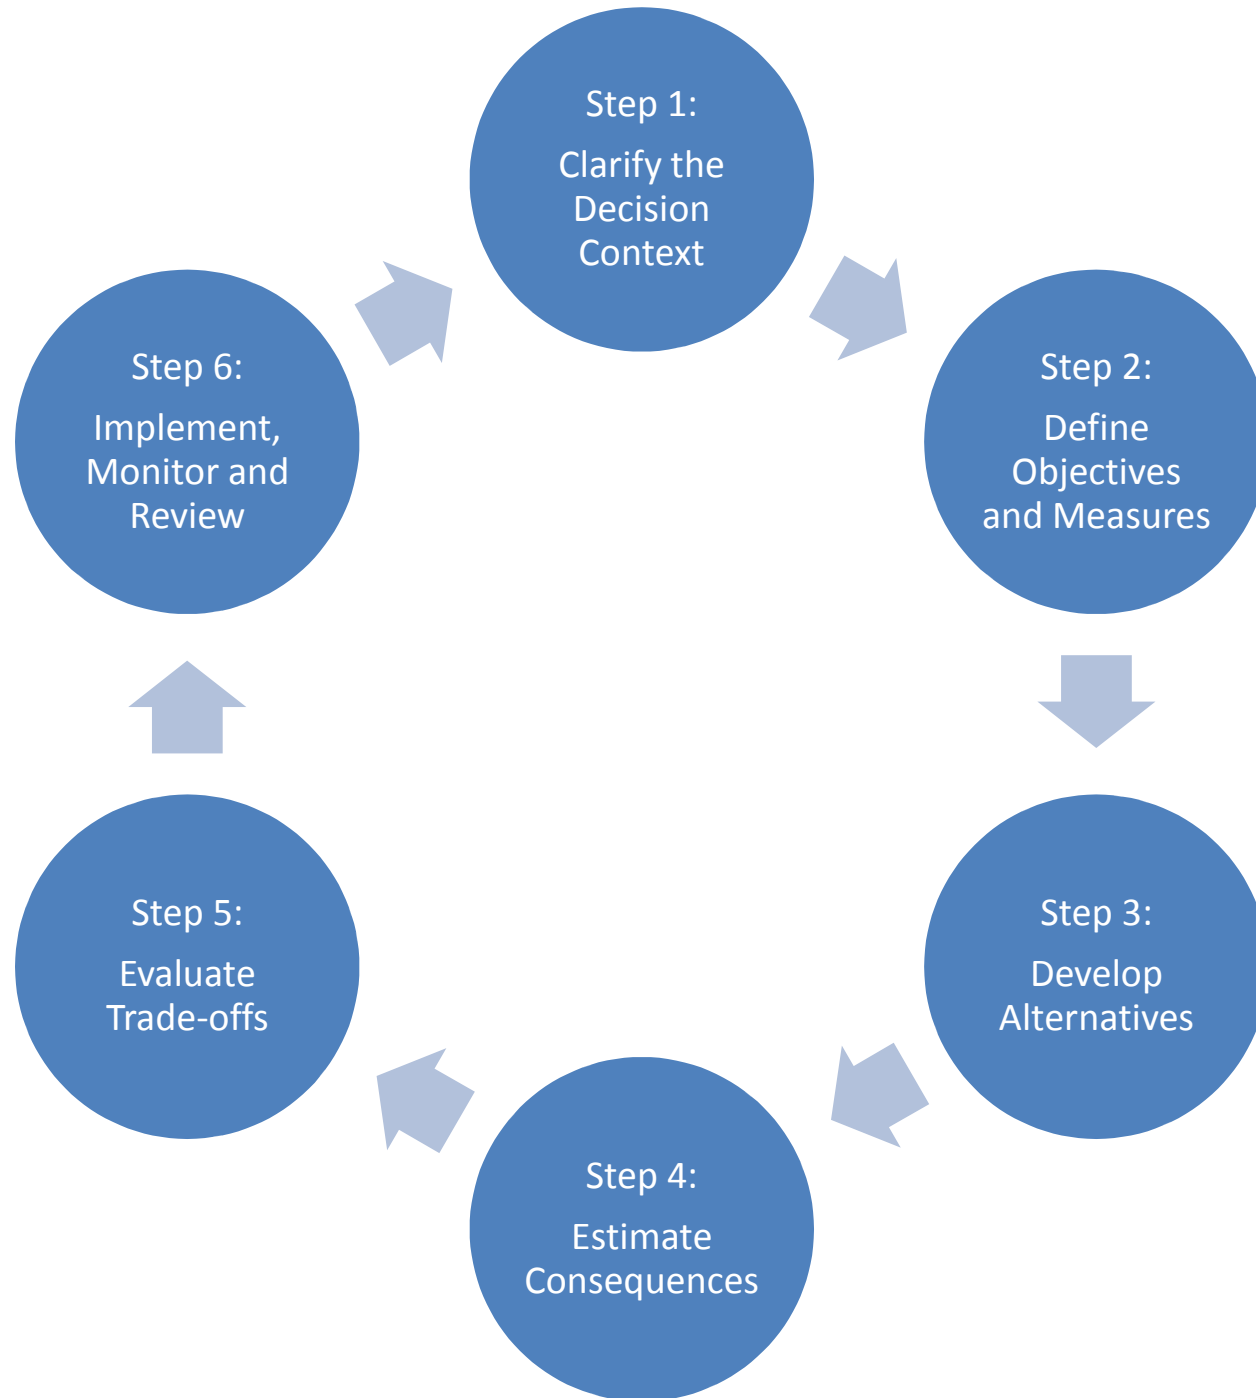 Step 1:
Clarify the
Decision
Context
Step 2:
Define
Objectives
and Measures
Step 3:
Develop
Alternatives
Step 4:
Estimate
Consequences
Step 5:
Evaluate
Trade-offs
Step 6:
Implement,
Monitor and
Review